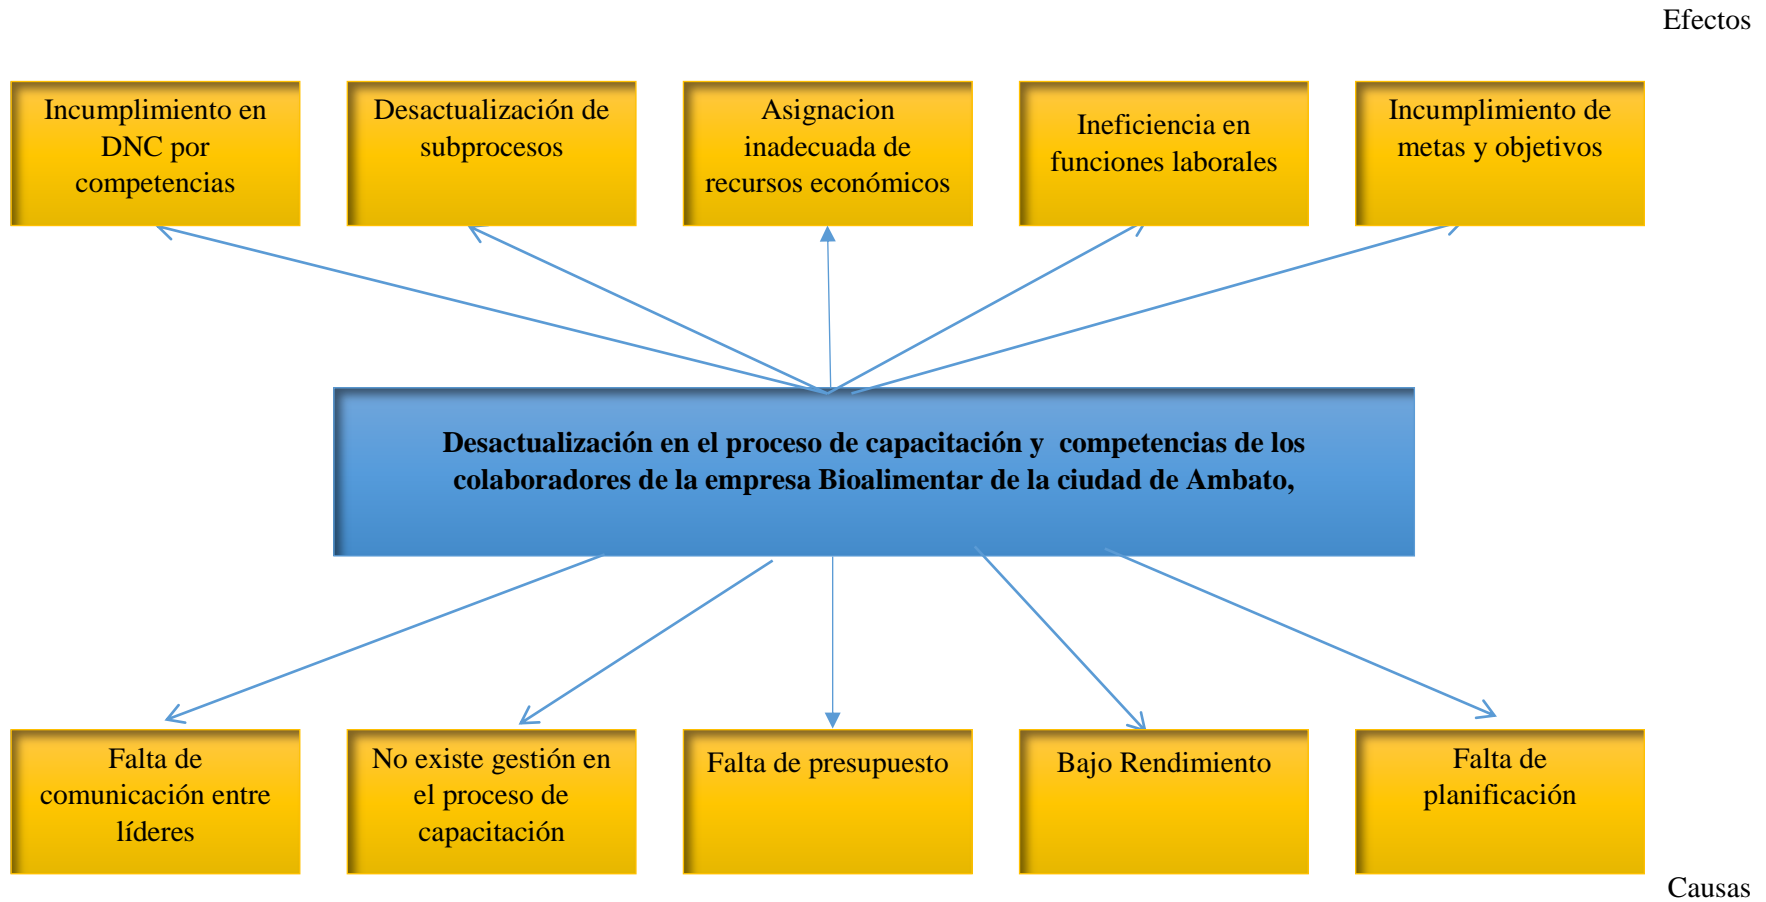 Efectos
Incumplimiento en
DNC por
competencias
Desactualización de
subprocesos
Asignacion
inadecuada de
recursos económicos
Ineficiencia en
funciones laborales
Incumplimiento de
metas y objetivos
Desactualización en el proceso de capacitación y  competencias de los
colaboradores de la empresa Bioalimentar de la ciudad de Ambato,
Falta de
comunicación entre
líderes
No existe gestión en
el proceso de
capacitación
Falta de presupuesto
Bajo Rendimiento
Falta de
planificación
Causas